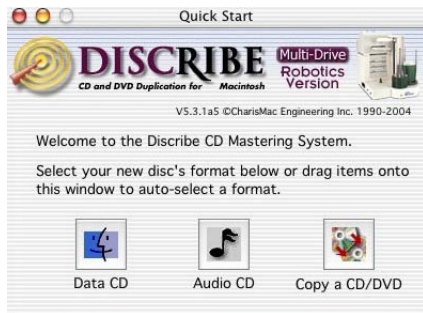 Quick Start
DISCRIBE
CD and DVD Duplication for Macintosh
Multi-Drive
Robotics
Version
V5.3.1a5 ©CharisMac Engineering Inc. 1990-2004
Welcome to the Discribe CD Mastering System.
Select your new disc's format below or drag items onto
this window to auto-select a format.
Data CD Audio CD Copy a CD/DVD